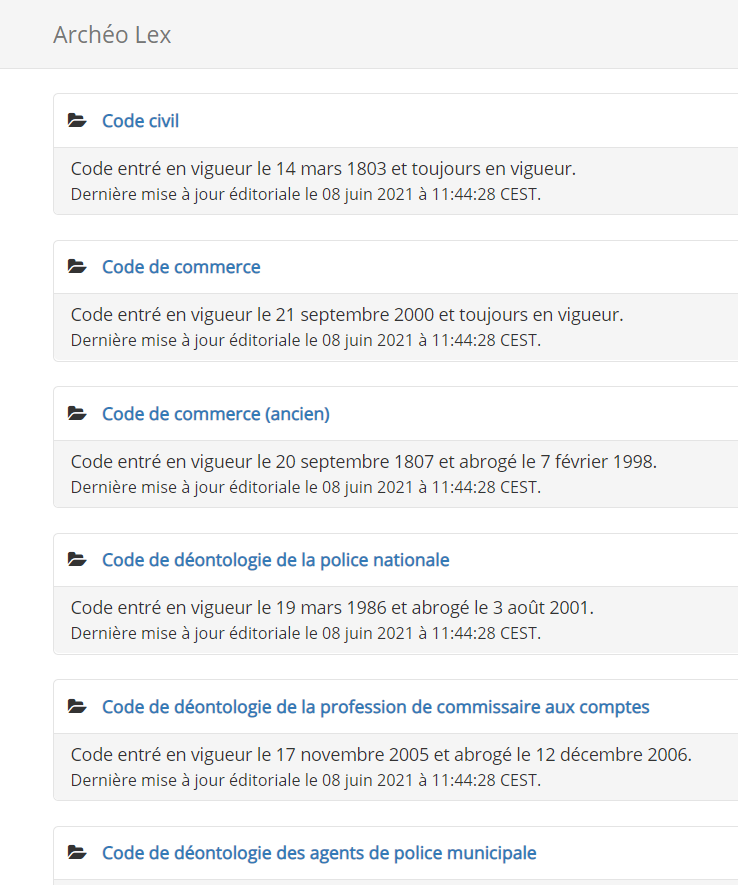 Archéo Lex
Code civil
Code entré en vigueur le 14 mars 1803 et toujours en vigueur.
Dernière mise à jour éditoriale le 08 juin 2021 à 11:44:28 CEST.
Code de commerce
Code entré en vigueur le 21 septembre 2000 et toujours en vigueur.
Dernière mise à jour éditoriale le 08 juin 2021 à 11:44:28 CEST.
Code de commerce (ancien)
Code entré en vigueur le 20 septembre 1807 et abrogé le 7 février 1998.
Dernière mise à jour éditoriale le 08 juin 2021 à 11:44:28 CEST.
Code de déontologie de la police nationale
Code entré en vigueur le 19 mars 1986 et abrogé le 3 août 2001.
Dernière mise à jour éditoriale le 08 juin 2021 à 11:44:28 CEST.
Code de déontologie de la profession de commissaire aux comptes
Code entré en vigueur le 17 novembre 2005 et abrogé le 12 décembre 2006.
Dernière mise à jour éditoriale le 08 juin 2021 à 11:44:28 CEST.
Code de déontologie des agents de police municipale